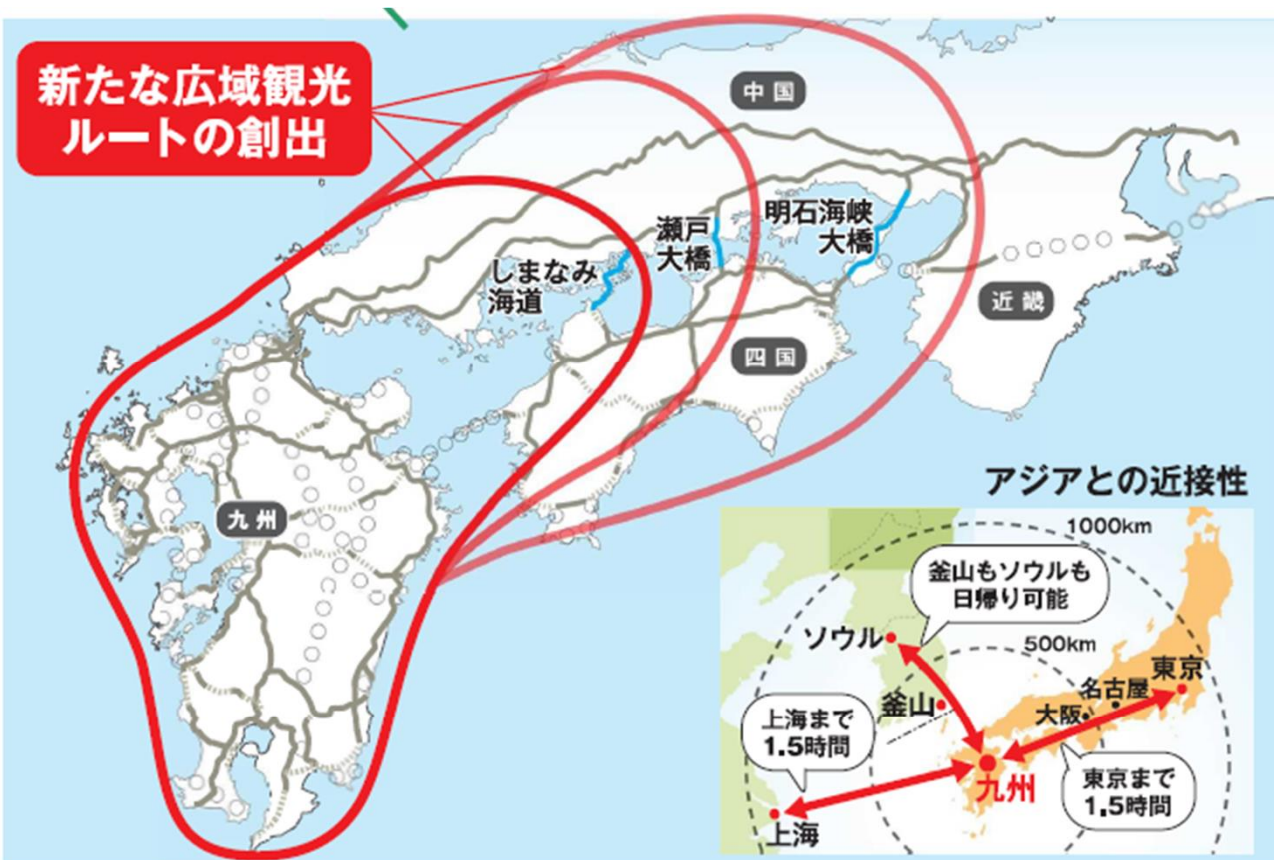 新たな広域観光
ルートの創出
中国
瀬戸
大橋
明石海峡
大橋
しまなみ
海道
近畿
四国
九州
アジアとの近接性
1000km
釜山もソウルも
日帰り可能
ソウル
500km
東京
名古屋
大阪
釜山
上海まで
1.5時間
九州
東京まで
1.5時間
上海